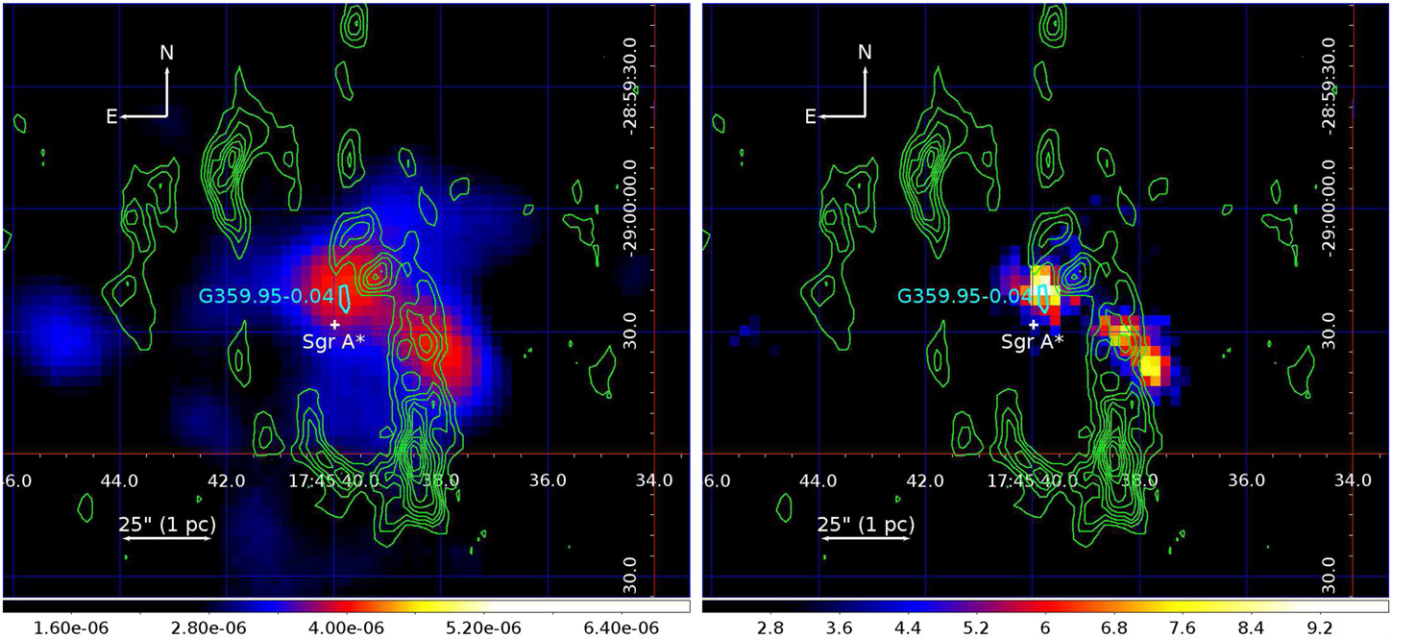 N
E
-28:59:30.0
-29:00:00.0
G359.95-0.04
30.0
Sgr A*
6.0 44.0 42.0 17:45:40.0 38.0 36.0 34.0
25" (1 pc)
30.0
1.60e-06 2.80e-06 4.00e-06 5.20e-06 6.40e-06
N
E
-28:59:30.0
-29:00:00.0
G359.95-0.04
30.0
Sgr A*
6.0 44.0 42.0 17:45:40.0 38.0 36.0 34.0
25" (1 pc)
30.0
2.8 3.6 4.4 5.2 6 6.8 7.6 8.4 9.2